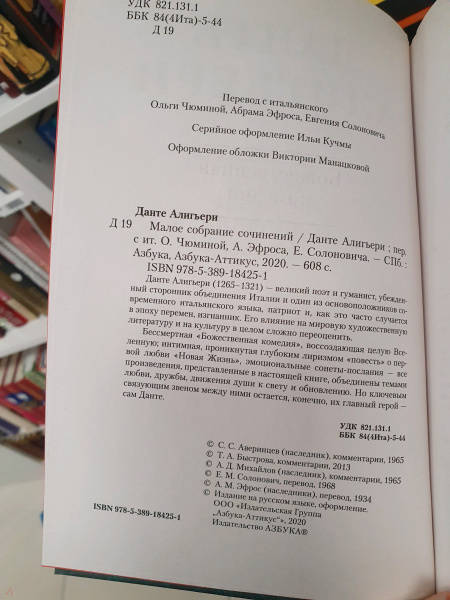 УДК 821.131.1
ББК 84(4Ита)-5-44
Д 19
Перевод с итальянского
Ольги Чюминой, Абрама Эфроса, Евгения Солоновича
Серийное оформление Ильи Кучмы
Оформление обложки Виктории Манацковой
Данте Алигьери
Д 19 Малое собрание сочинений / Данте Алигьери ; пер.
с ит. О. Чюминой, А. Эфроса, Е. Солоновича. — СПб. :
Азбука, Азбука-Аттикус, 2020. — 608 с.
ISBN 978-5-389-18425-1
Данте Алигьери (1265–1321) — великий поэт и гуманист, убежден-
ный сторонник объединения Италии и один из основоположников со-
временного итальянского языка, патриот и, как это часто случается
в эпоху перемен, изгнанник. Его влияние на мировую художественную
литературу и на культуру в целом сложно переоценить.
Бессмертная «Божественная комедия», воссоздающая целую Все-
ленную; интимная, проникнутая глубоким лиризмом «повесть» о пер-
вой любви «Новая Жизнь», эмоциональные сонеты-послания — все
произведения, представленные в настоящей книге, объединены темами
любви, дружбы, движения души к свету и обновлению. Но ключевым
связующим звеном между ними остается, конечно, их главный герой —
сам Данте.
УДК 821.131.1
ББК 84(4Ита)-5-44
© С. С. Аверинцев (наследник), комментарии, 1965
© Т. А. Быстрова, комментарии, 2013
© А. Д. Михайлов (наследник), комментарии, 1965
© Е. М. Солонович, перевод, 1968
© А. М. Эфрос (наследники), перевод, 1934
© Издание на русском языке, оформление.
ООО «Издательская Группа
„Азбука-Аттикус“», 2020
Издательство АЗБУКА®
ISBN 978-5-389-18425-1